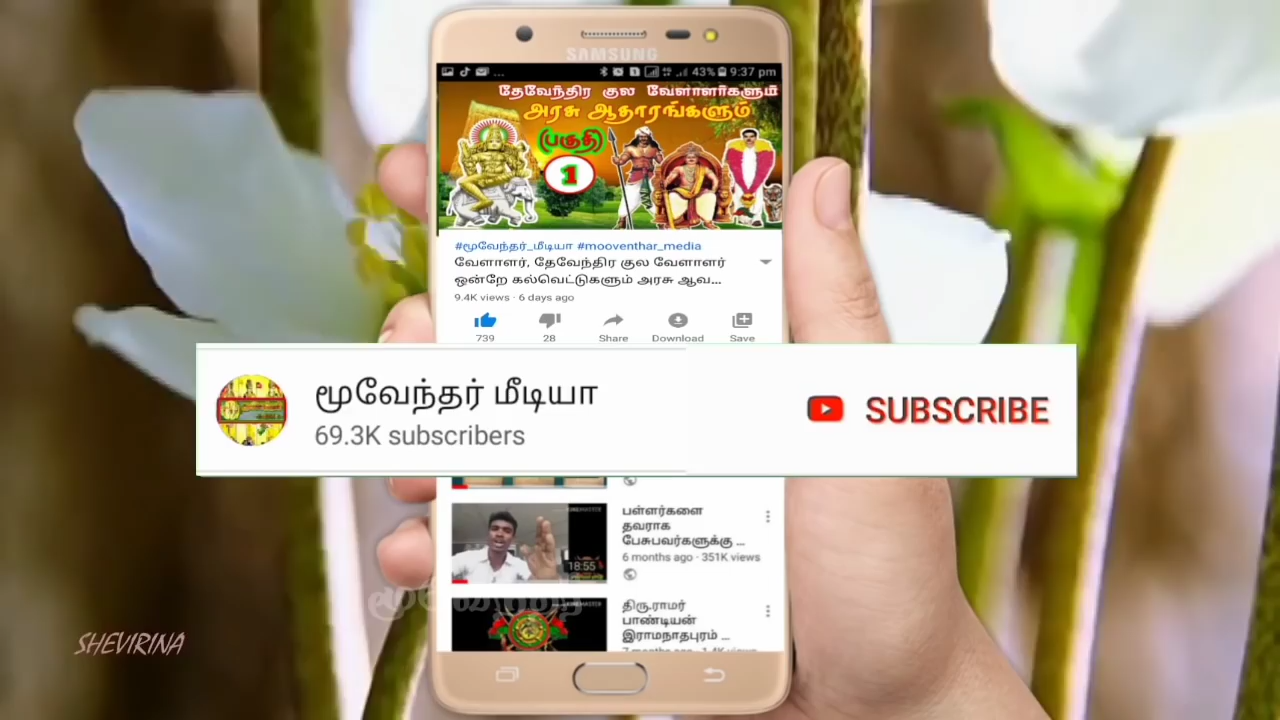 SAMSUNG
... 43% 9:37 pm
தேவேந்திர குல வேளாளர்களும்
அரசு ஆதாரங்களும்
(பகுதி)
1
#மூவேந்தர்_மீடியா #mooventhar_media
வேளாளர், தேவேந்திர குல வேளாளர்
ஒன்றே கல்வெட்டுகளும் அரசு ஆவ...
9.4K views · 6 days ago
739 28 Share Download Save
மூவேந்தர் மீடியா
69.3K subscribers
SUBSCRIBE
பள்ளர்களை
தவராக
பேசுபவர்களுக்கு ...
6 months ago · 351K views
18:55
திரு.ராமர்
பாண்டியன்
இராமநாதபுரம் ...
SHEVIRINA